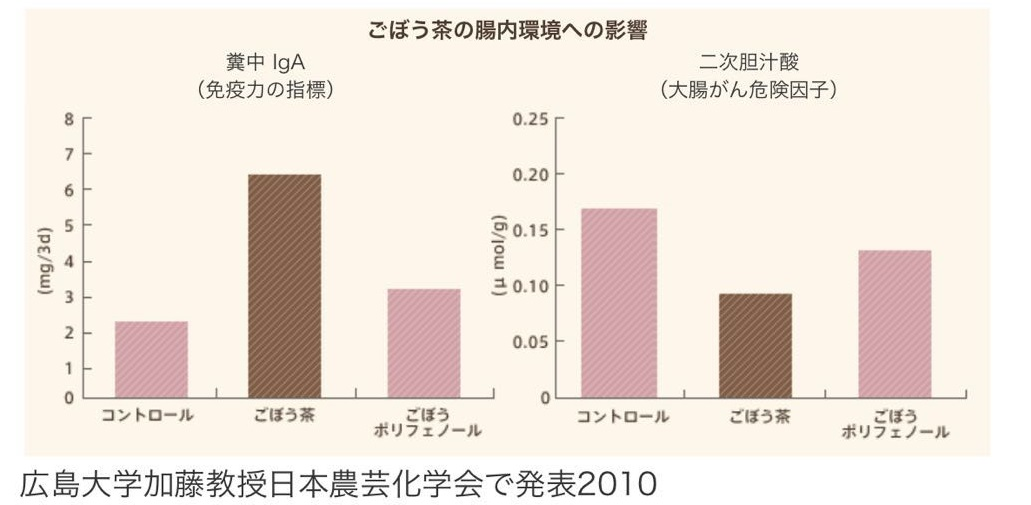 ごぼう茶の腸内環境への影響
糞中 IgA
（免疫力の指標）
8
7
6
5
4
3
2
1
0
(mg/3d)
コントロール
ごぼう茶
ごぼう
ポリフェノール
二次胆汁酸
（大腸がん危険因子）
0.25
0.20
0.15
0.10
0.05
0
(μ mol/g)
コントロール
ごぼう茶
ごぼう
ポリフェノール
広島大学加藤教授日本農芸化学会で発表2010